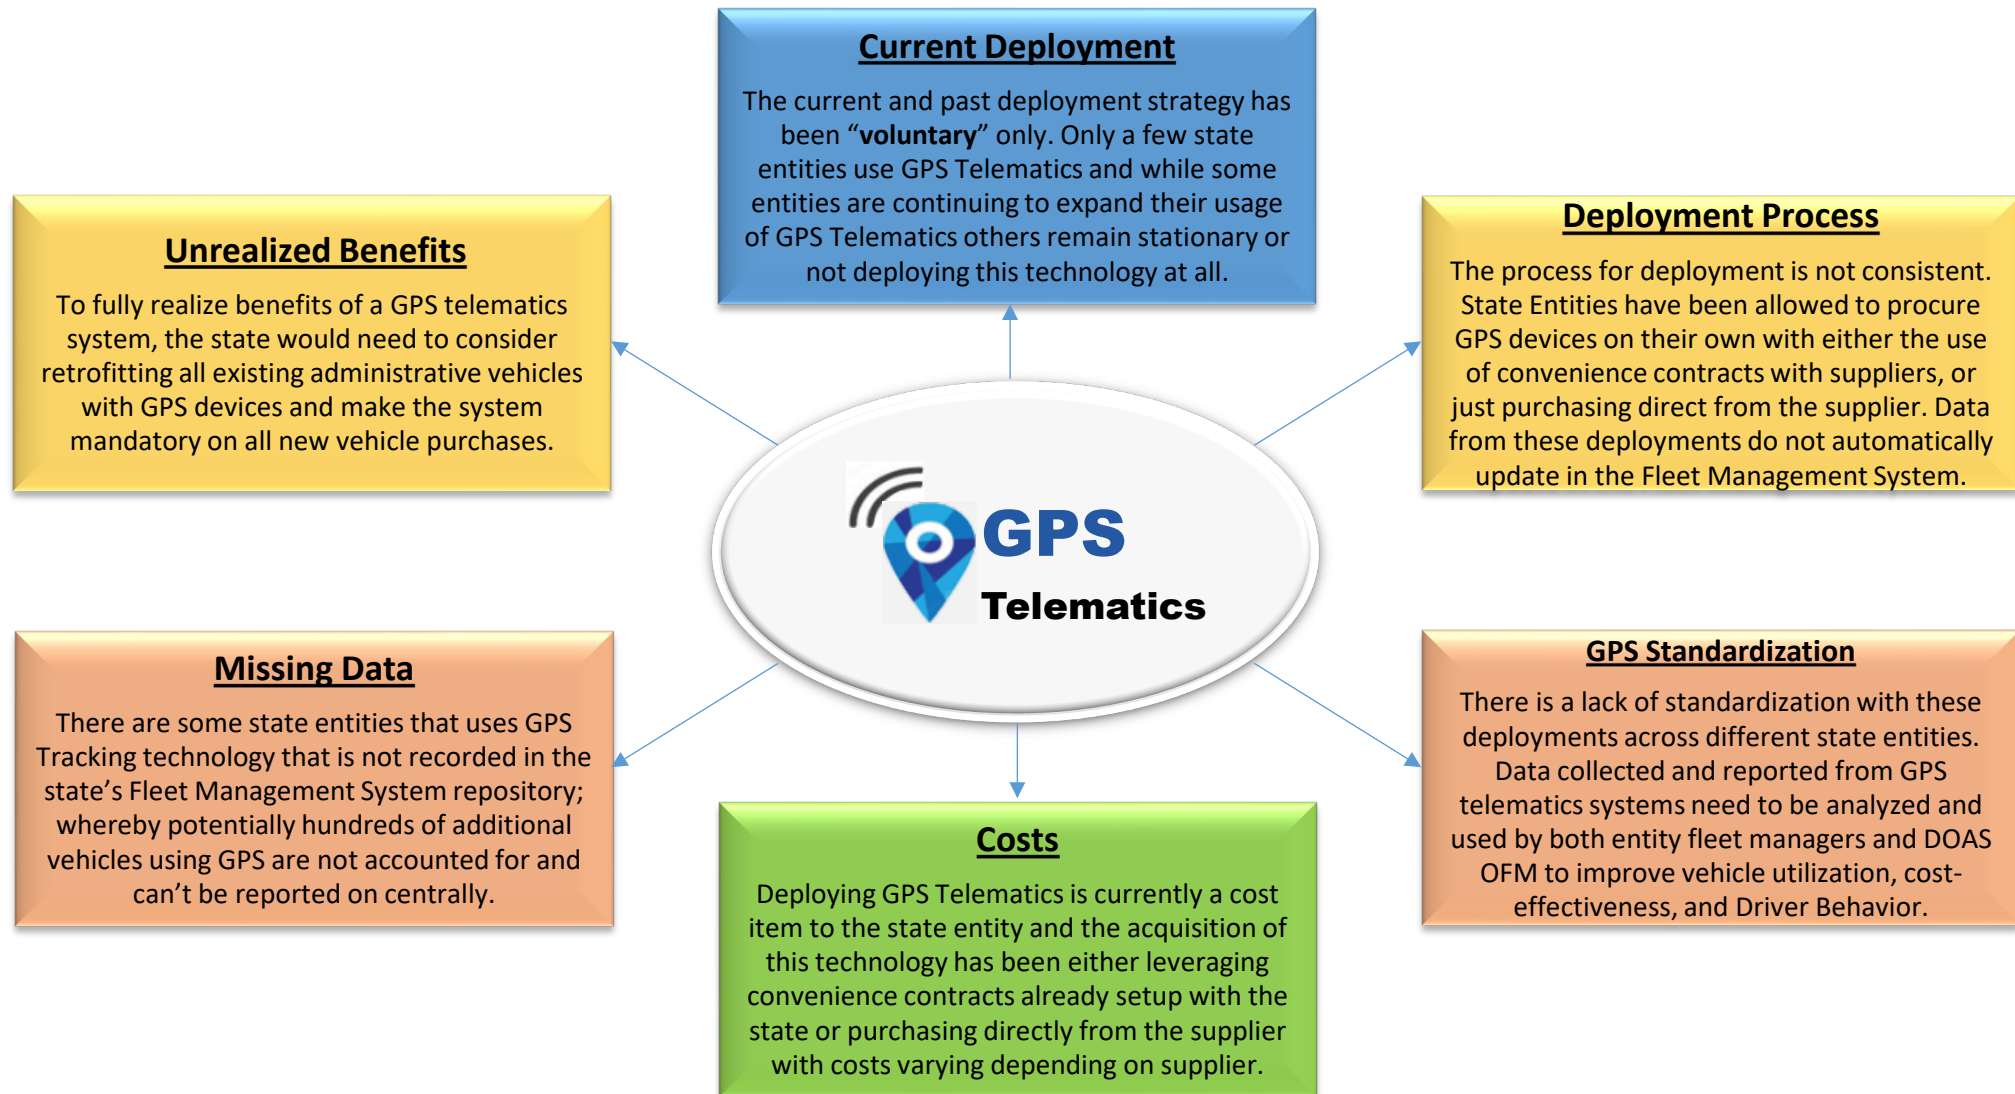 Current Deployment
The current and past deployment strategy has
been “voluntary” only. Only a few state
entities use GPS Telematics and while some
entities are continuing to expand their usage
of GPS Telematics others remain stationary or
not deploying this technology at all.
Unrealized Benefits
To fully realize benefits of a GPS telematics
system, the state would need to consider
retrofitting all existing administrative vehicles
with GPS devices and make the system
mandatory on all new vehicle purchases.
Deployment Process
The process for deployment is not consistent.
State Entities have been allowed to procure
GPS devices on their own with either the use
of convenience contracts with suppliers, or
just purchasing direct from the supplier. Data
from these deployments do not automatically
update in the Fleet Management System.
GPS
Telematics
Missing Data
There are some state entities that uses GPS
Tracking technology that is not recorded in the
state’s Fleet Management System repository;
whereby potentially hundreds of additional
vehicles using GPS are not accounted for and
can’t be reported on centrally.
GPS Standardization
There is a lack of standardization with these
deployments across different state entities.
Data collected and reported from GPS
telematics systems need to be analyzed and
used by both entity fleet managers and DOAS
OFM to improve vehicle utilization, cost-
effectiveness, and Driver Behavior.
Costs
Deploying GPS Telematics is currently a cost
item to the state entity and the acquisition of
this technology has been either leveraging
convenience contracts already setup with the
state or purchasing directly from the supplier
with costs varying depending on supplier.